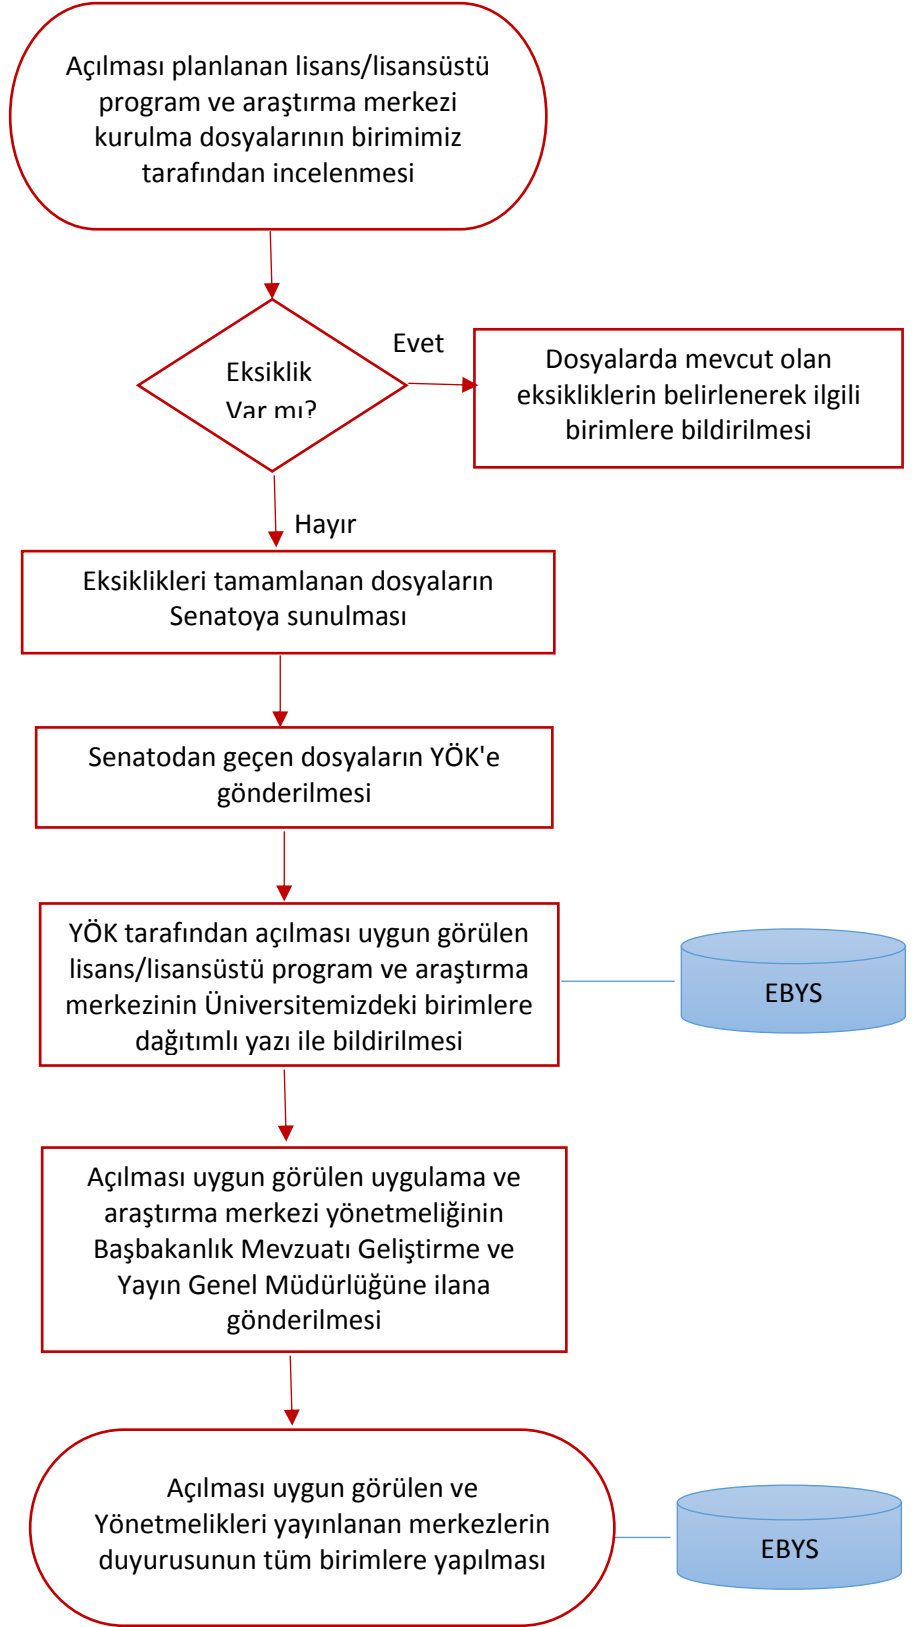 Açılması planlanan lisans/lisansüstü
program ve araştırma merkezi
kurulma dosyalarının birimimiz
tarafından incelenmesi
Eksiklik
Var mı?
Evet
Dosyalarda mevcut olan
eksikliklerin belirlenerek ilgili
birimlere bildirilmesi
Hayır
Eksiklikleri tamamlanan dosyaların
Senatoya sunulması
Senatodan geçen dosyaların YÖK'e
gönderilmesi
YÖK tarafından açılması uygun görülen
lisans/lisansüstü program ve araştırma
merkezinin Üniversitemizdeki birimlere
dağıtımlı yazı ile bildirilmesi
EBYS
Açılması uygun görülen uygulama ve
araştırma merkezi yönetmeliğinin
Başbakanlık Mevzuatı Geliştirme ve
Yayın Genel Müdürlüğüne ilana
gönderilmesi
Açılması uygun görülen ve
Yönetmelikleri yayınlanan merkezlerin
duyurusunun tüm birimlere yapılması
EBYS